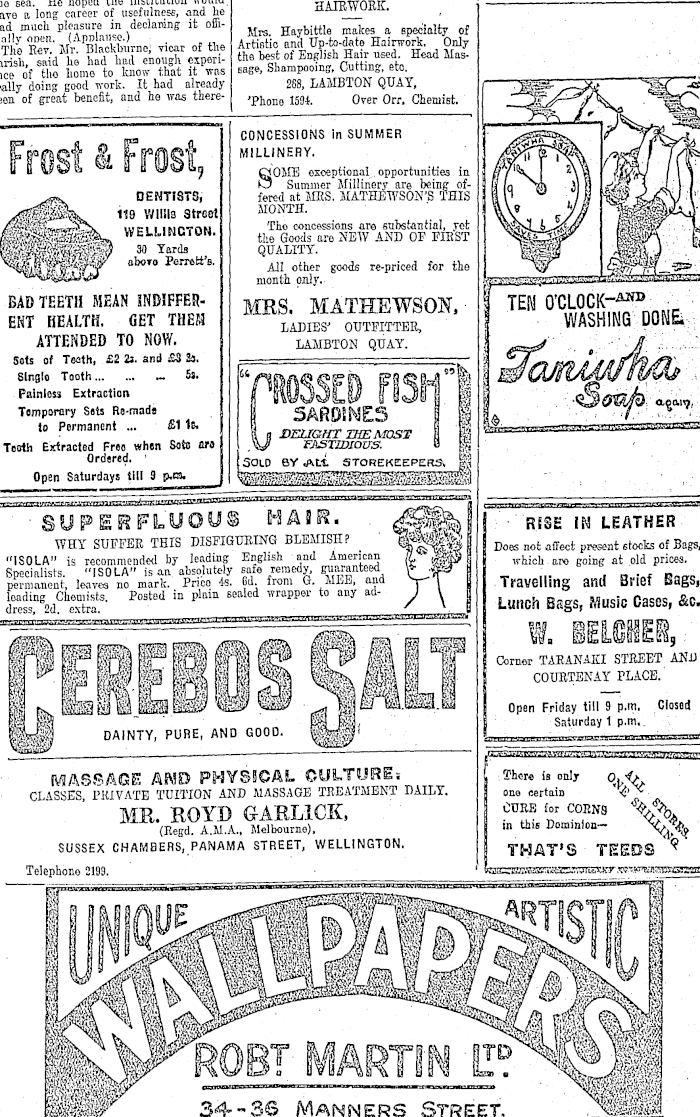 he sea. He hoped the institution would
ave a long career of usefulness, and he
ad much pleasure in declaring it offi-
ally open. (Applause.)
The Rev. Mr. Blackburne, vicar of the
arish, said he had had enough experi-
nce of the home to know that it was
ally doing good work. It had already
een of great benefit, and he was there-
Frost & Frost,
DENTISTS,
119 Willis Street
WELLINGTON.
30 Yards
above Perrett's.
BAD TEETH MEAN INDIFFER-
ENT HEALTH. GET THEM
ATTENDED TO NOW.
Sets of Teeth, £2 2s. and £3 3s.
Single Tooth ... ... ... 5s.
Painless Extraction
Temporary Sets Re-made
to Permanent ... £1 1s.
Teeth Extracted Free when Sets are
Ordered.
Open Saturdays till 9 p.m.
HAIRWORK.
Mrs. Haybittle makes a specialty of
Artistic and Up-to-date Hairwork. Only
the best of English Hair used. Head Mas-
sage, Shampooing, Cutting, etc.
268, LAMBTON QUAY,
'Phone 1594. Over Orr, Chemist.
CONCESSIONS in SUMMER
MILLINERY.
SOME exceptional opportunities in
Summer Millinery are being of-
fered at MRS. MATHEWSON'S THIS
MONTH.
The concessions are substantial, yet
the Goods are NEW AND OF FIRST
QUALITY.
All other goods re-priced for the
month only.
MRS. MATHEWSON,
LADIES' OUTFITTER,
LAMBTON QUAY.
"CROSSED FISH"
SARDINES
DELIGHT THE MOST
FASTIDIOUS.
SOLD BY ALL STOREKEEPERS.
SUPERFLUOUS HAIR.
WHY SUFFER THIS DISFIGURING BLEMISH?
"ISOLA" is recommended by leading English and American
Specialists. "ISOLA" is an absolutely safe remedy, guaranteed
permanent, leaves no mark. Price 4s. 6d. from G. MEE, and
leading Chemists. Posted in plain sealed wrapper to any ad-
dress, 2d. extra.
CEREBOS SALT
DAINTY, PURE, AND GOOD.
MASSAGE AND PHYSICAL CULTURE.
CLASSES, PRIVATE TUITION AND MASSAGE TREATMENT DAILY.
MR. ROYD GARLICK,
(Regd. A.M.A., Melbourne),
SUSSEX CHAMBERS, PANAMA STREET, WELLINGTON.
Telephone 2199.
TANIWHA SOAP
SAVES TIME
TEN O'CLOCK—AND
WASHING DONE.
Taniwha
Soap again.
RISE IN LEATHER
Does not affect present stocks of Bags,
which are going at old prices.
Travelling and Brief Bags,
Lunch Bags, Music Cases, &c.
W. BELCHER,
Corner TARANAKI STREET AND
COURTENAY PLACE.
Open Friday till 9 p.m. Closed
Saturday 1 p.m.
There is only
one certain
CURE for CORNS
in this Dominion—
THAT'S TEEDS
ALL STORES.
ONE SHILLING
UNIQUE ARTISTIC
WALLPAPERS
ROBT. MARTIN LTD.
34-36 MANNERS STREET.